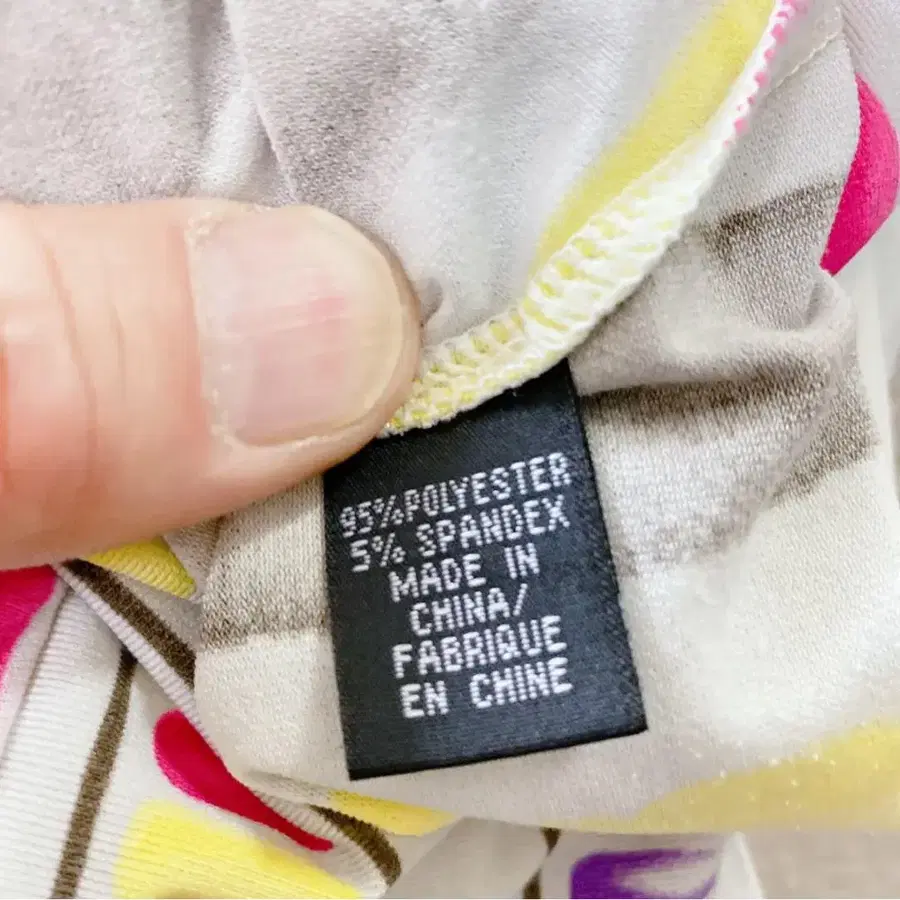 95%POLYESTER
5% SPANDEX
MADE IN
CHINA/
FABRIQUE
EN CHINE